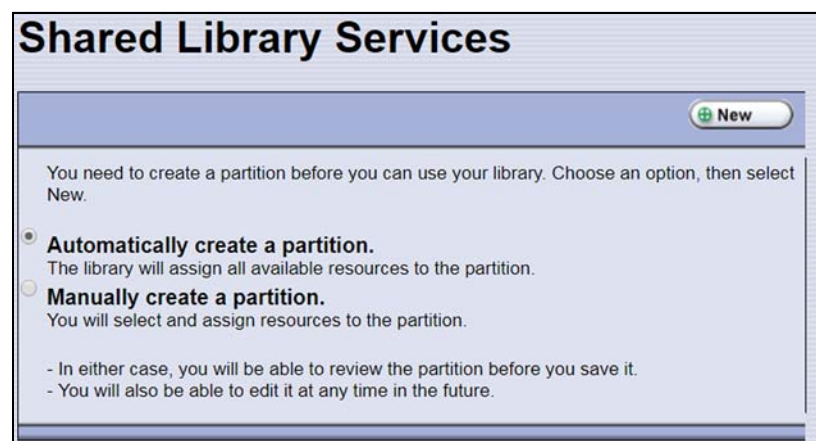 Shared Library Services
New
You need to create a partition before you can use your library. Choose an option, then select
New.
Automatically create a partition.
The library will assign all available resources to the partition.
Manually create a partition.
You will select and assign resources to the partition.
- In either case, you will be able to review the partition before you save it.
- You will also be able to edit it at any time in the future.